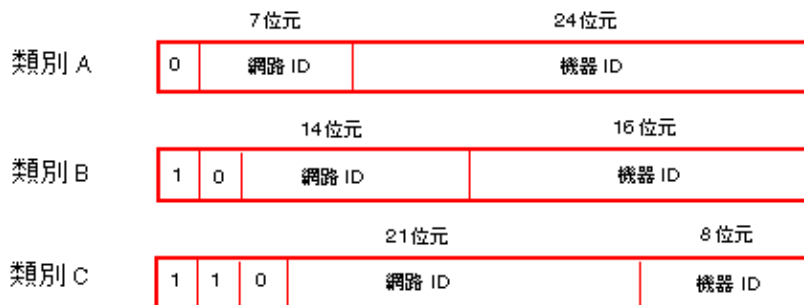 7位元 24位元
類別 A 0 網路 ID 機器 ID
14位元 16位元
類別 B 1 0 網路 ID 機器 ID
21位元 8位元
類別 C 1 1 0 網路 ID 機器 ID